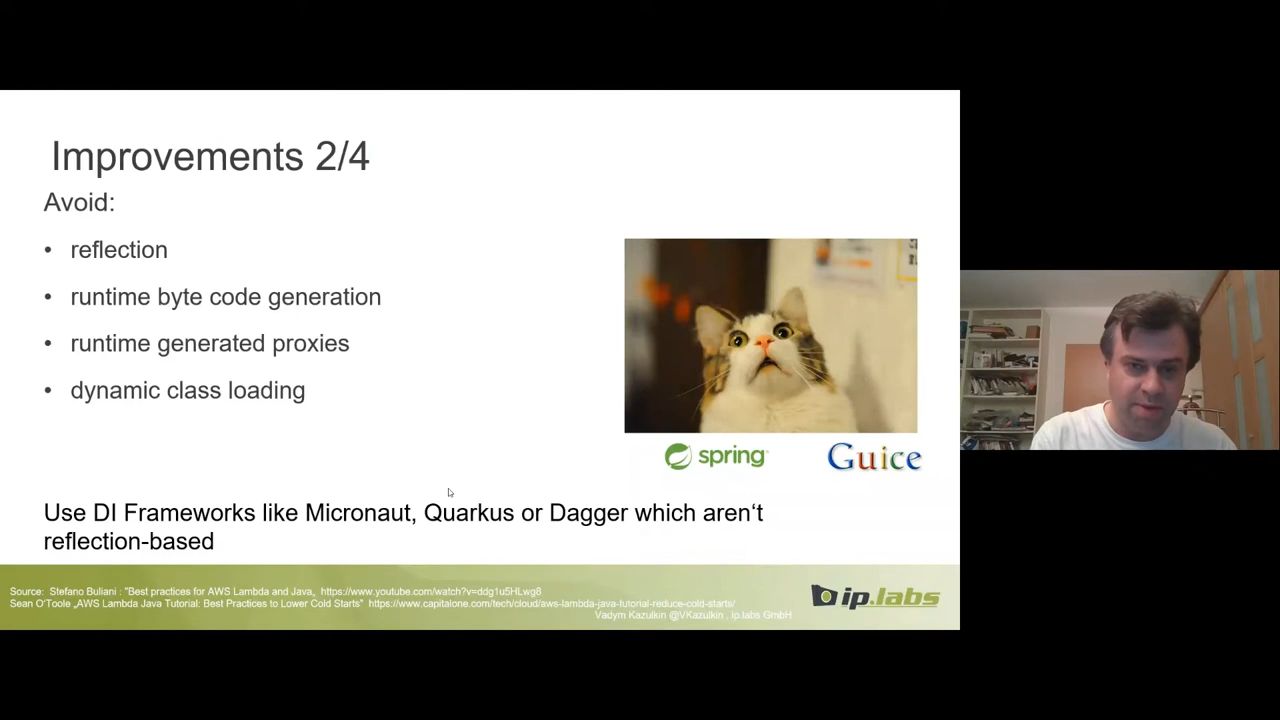 Improvements 2/4
Avoid:
• reflection
• runtime byte code generation
• runtime generated proxies
• dynamic class loading
spring
Guice
Use DI Frameworks like Micronaut, Quarkus or Dagger which aren‘t
reflection-based
Source: Stefano Buliani : "Best practices for AWS Lambda and Java„ https://www.youtube.com/watch?v=ddg1u5HLwg8
Sean O'Toole „AWS Lambda Java Tutorial: Best Practices to Lower Cold Starts" https://www.capitalone.com/tech/cloud/aws-lambda-java-tutorial-reduce-cold-starts/
Vadym Kazulkin @VKazulkin , ip.labs GmbH
ip.labs